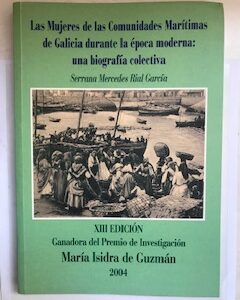 Las Mujeres de las Comunidades Marítimas
de Galicia durante la época moderna:
una biografía colectiva
Serrana Mercedes Rial García
XIII EDICIÓN
Ganadora del Premio de Investigación
María Isidra de Guzmán
2004